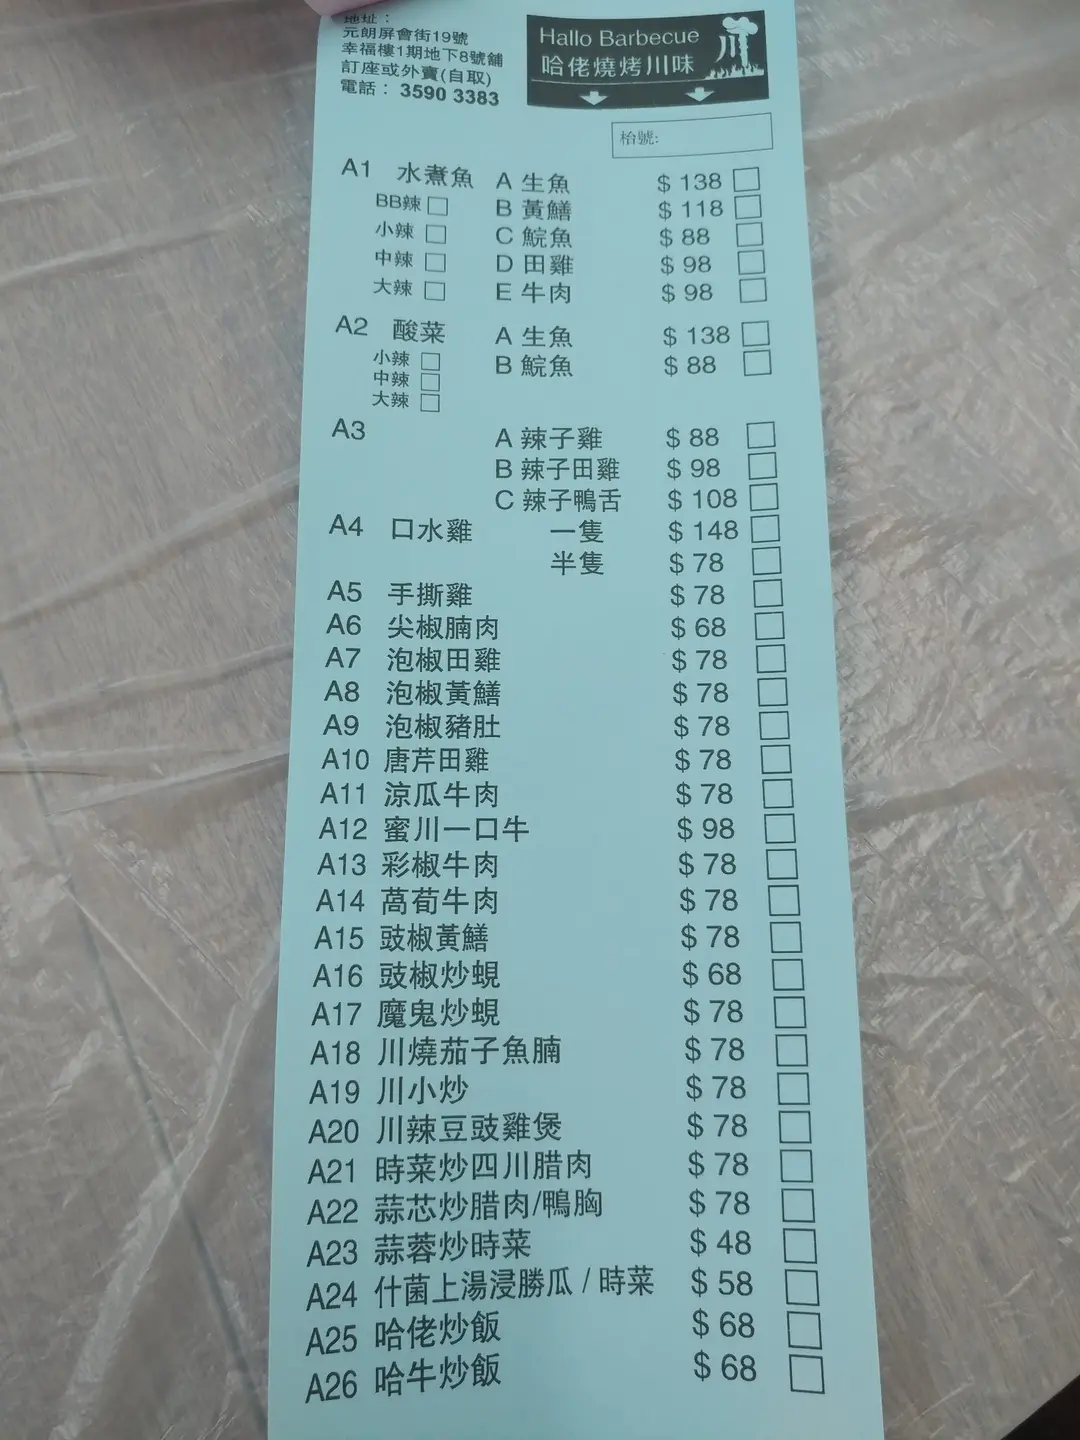 地址：
元朗屏會街19號
幸福樓1期地下8號舖
訂座或外賣(自取)
電話： 3590 3383
Hallo Barbecue
哈佬燒烤川味
川
枱號:
A1 水煮魚 A 生魚 $ 138
BB辣 B 黃鱔 $ 118
小辣 C 鯇魚 $ 88
中辣 D 田雞 $ 98
大辣 E 牛肉 $ 98
A2 酸菜 A 生魚 $ 138
小辣 B 鯇魚 $ 88
中辣
大辣
A3 A 辣子雞 $ 88
B 辣子田雞 $ 98
C 辣子鴨舌 $ 108
A4 口水雞 一隻 $ 148
半隻 $ 78
A5 手撕雞 $ 78
A6 尖椒腩肉 $ 68
A7 泡椒田雞 $ 78
A8 泡椒黃鱔 $ 78
A9 泡椒豬肚 $ 78
A10 唐芹田雞 $ 78
A11 涼瓜牛肉 $ 78
A12 蜜川一口牛 $ 98
A13 彩椒牛肉 $ 78
A14 萵荀牛肉 $ 78
A15 豉椒黃鱔 $ 78
A16 豉椒炒蜆 $ 68
A17 魔鬼炒蜆 $ 78
A18 川燒茄子魚腩 $ 78
A19 川小炒 $ 78
A20 川辣豆豉雞煲 $ 78
A21 時菜炒四川腊肉 $ 78
A22 蒜芯炒腊肉/鴨胸 $ 78
A23 蒜蓉炒時菜 $ 48
A24 什菌上湯浸勝瓜 / 時菜 $ 58
A25 哈佬炒飯 $ 68
A26 哈牛炒飯 $ 68